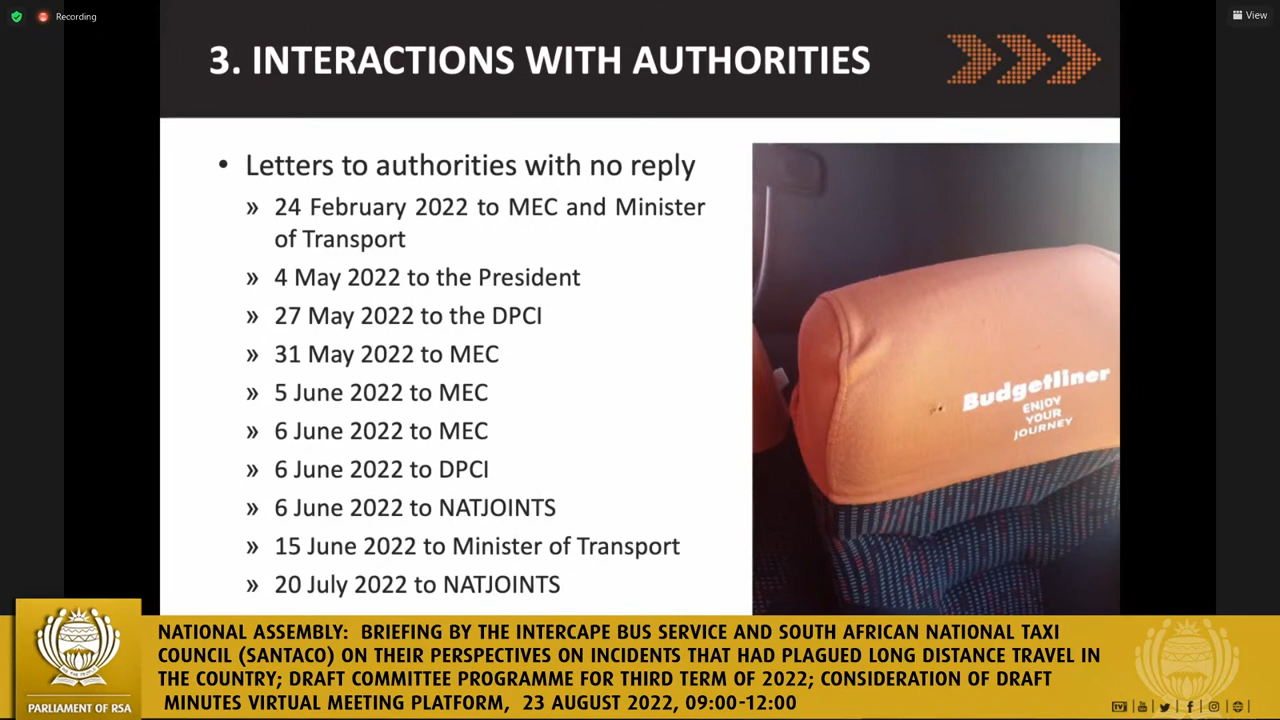 Recording
View
3. INTERACTIONS WITH AUTHORITIES
• Letters to authorities with no reply
» 24 February 2022 to MEC and Minister
of Transport
» 4 May 2022 to the President
» 27 May 2022 to the DPCI
» 31 May 2022 to MEC
» 5 June 2022 to MEC
» 6 June 2022 to MEC
» 6 June 2022 to DPCI
» 6 June 2022 to NATJOINTS
» 15 June 2022 to Minister of Transport
» 20 July 2022 to NATJOINTS
Budgetliner
ENJOY
YOUR
JOURNEY
NATIONAL ASSEMBLY: BRIEFING BY THE INTERCAPE BUS SERVICE AND SOUTH AFRICAN NATIONAL TAXI
COUNCIL (SANTACO) ON THEIR PERSPECTIVES ON INCIDENTS THAT HAD PLAGUED LONG DISTANCE TRAVEL IN
THE COUNTRY; DRAFT COMMITTEE PROGRAMME FOR THIRD TERM OF 2022; CONSIDERATION OF DRAFT
MINUTES VIRTUAL MEETING PLATFORM, 23 AUGUST 2022, 09:00-12:00
PARLIAMENT OF RSA